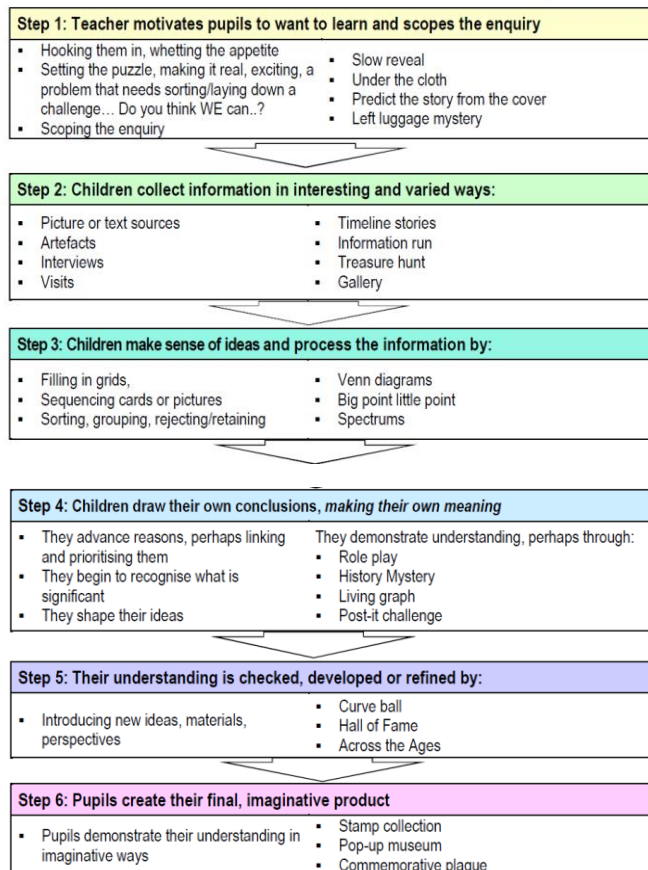 Step 1: Teacher motivates pupils to want to learn and scopes the enquiry
▪ Hooking them in, whetting the appetite
▪ Setting the puzzle, making it real, exciting, a
problem that needs sorting/laying down a
challenge… Do you think WE can..?
▪ Scoping the enquiry
▪ Slow reveal
▪ Under the cloth
▪ Predict the story from the cover
▪ Left luggage mystery
Step 2: Children collect information in interesting and varied ways:
▪ Picture or text sources
▪ Artefacts
▪ Interviews
▪ Visits
▪ Timeline stories
▪ Information run
▪ Treasure hunt
▪ Gallery
Step 3: Children make sense of ideas and process the information by:
▪ Filling in grids,
▪ Sequencing cards or pictures
▪ Sorting, grouping, rejecting/retaining
▪ Venn diagrams
▪ Big point little point
▪ Spectrums
Step 4: Children draw their own conclusions, making their own meaning
▪ They advance reasons, perhaps linking
and prioritising them
▪ They begin to recognise what is
significant
▪ They shape their ideas
They demonstrate understanding, perhaps through:
▪ Role play
▪ History Mystery
▪ Living graph
▪ Post-it challenge
Step 5: Their understanding is checked, developed or refined by:
▪ Introducing new ideas, materials,
perspectives
▪ Curve ball
▪ Hall of Fame
▪ Across the Ages
Step 6: Pupils create their final, imaginative product
▪ Pupils demonstrate their understanding in
imaginative ways
▪ Stamp collection
▪ Pop-up museum
▪ Commemorative plaque